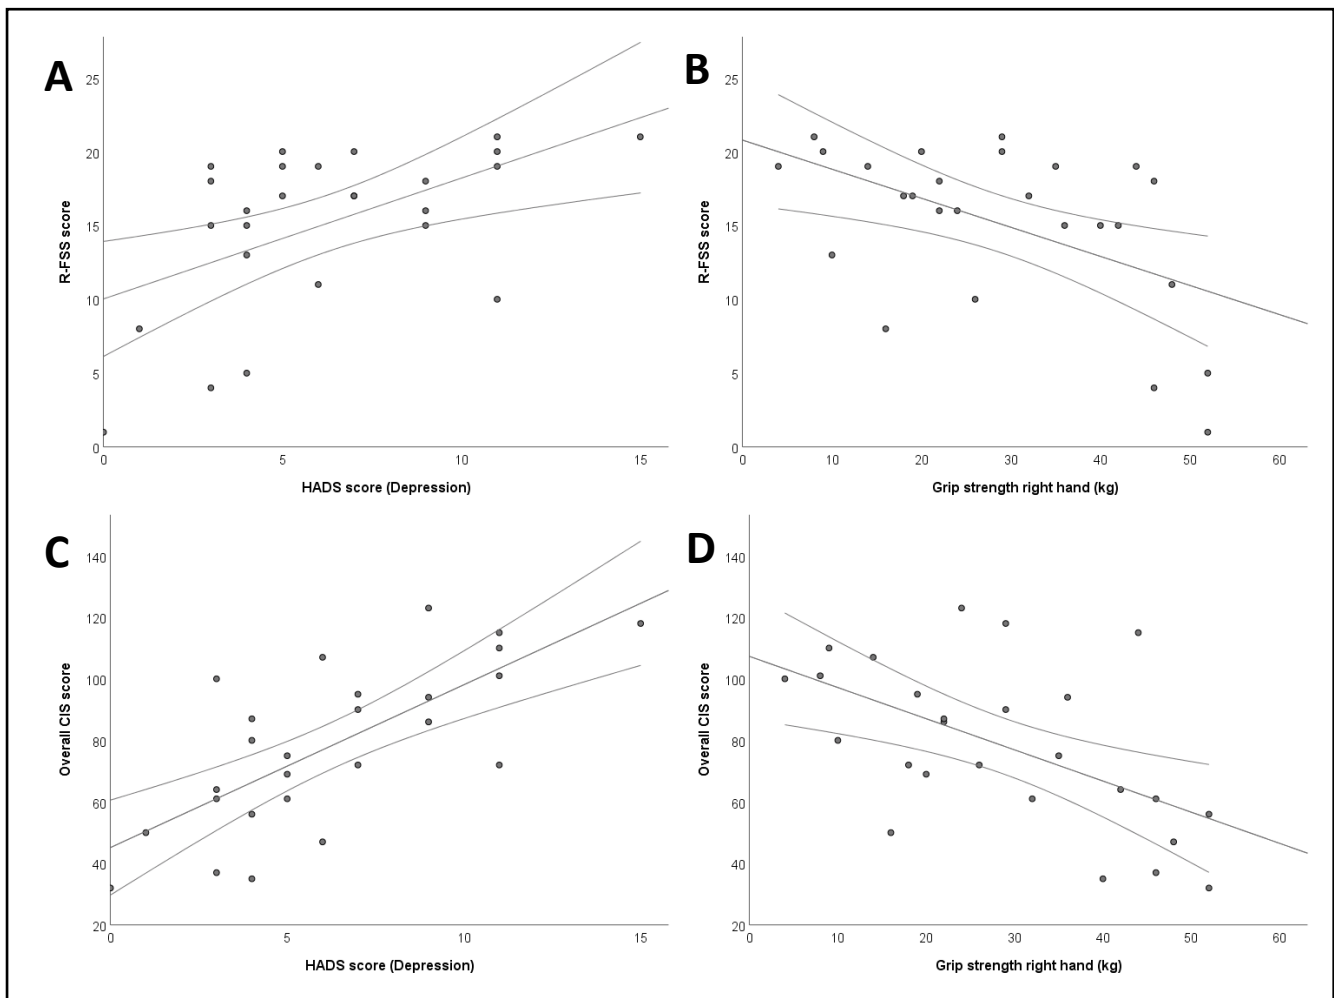 A
R-FSS score
25
20
15
10
5
0
0 5 10 15
HADS score (Depression)
B
R-FSS score
25
20
15
10
5
0
0 10 20 30 40 50 60
Grip strength right hand (kg)
C
Overall CIS score
140
120
100
80
60
40
20
0 5 10 15
HADS score (Depression)
D
Overall CIS score
140
120
100
80
60
40
20
0 10 20 30 40 50 60
Grip strength right hand (kg)